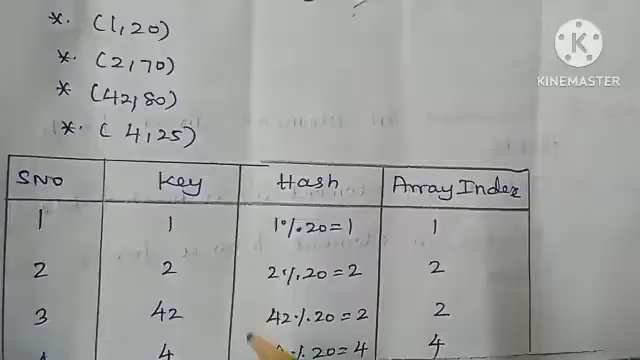 *. (1,20)
*. (2,70)
* (42,80)
*. ( 4,25)
K
KINEMASTER
SNO Key Hash Array Index
1 1 1%20=1 1
2 2 2%20=2 2
3 42 42%20=2 2
4 %20=4 4